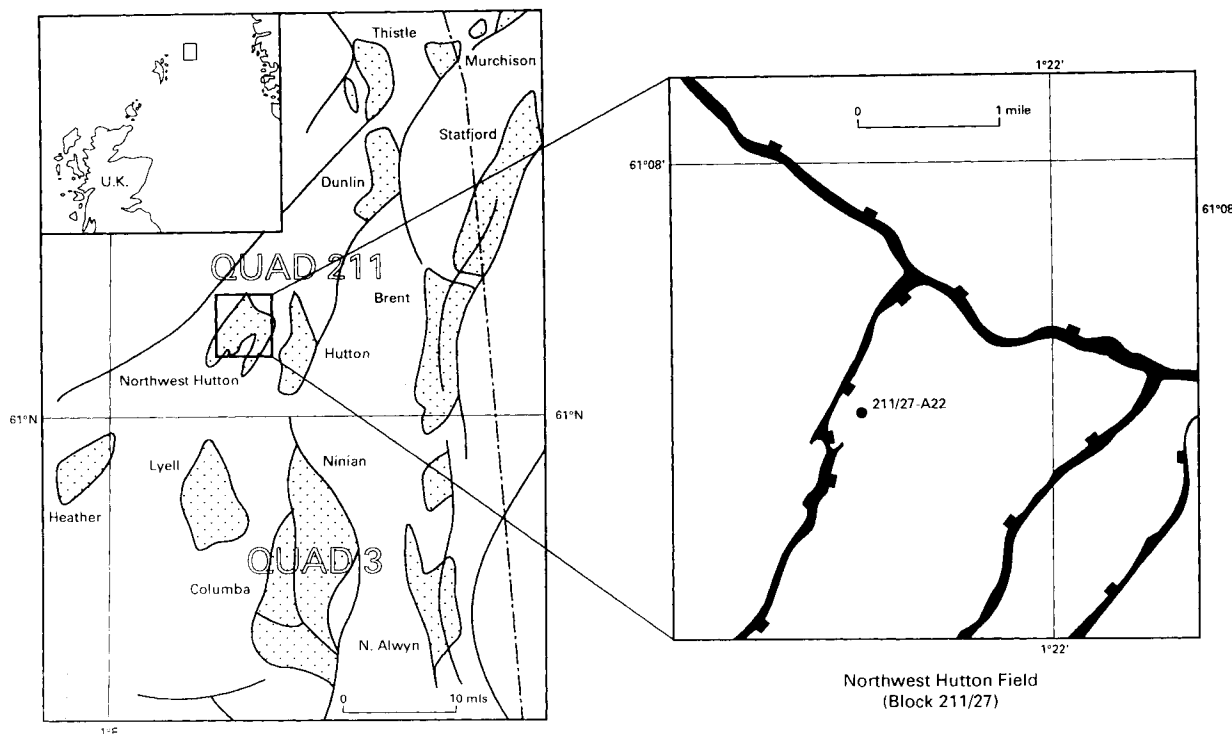 U.K.
Thistle
Murchison
Statfjord
Dunlin
QUAD 211
Brent
Hutton
Northwest Hutton
61°N
61°N
Lyell
Ninian
Heather
QUAD 3
Columba
N. Alwyn
0
10 mls
1°E
1°22'
0
1 mile
61°08'
61°08
211/27-A22
1°22'
Northwest Hutton Field
(Block 211/27)